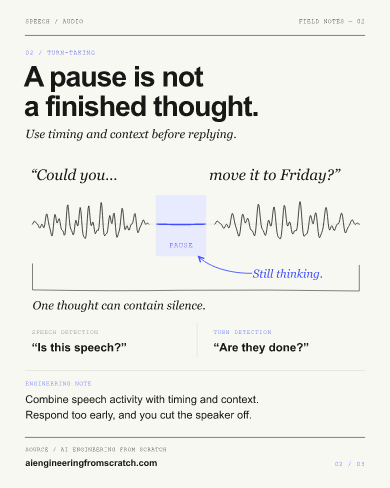 SPEECH / AUDIO
FIELD NOTES — 02
02 / TURN-TAKING
A pause is not
a finished thought.
Use timing and context before replying.
“Could you...
move it to Friday?”
PAUSE
Still thinking.
One thought can contain silence.
SPEECH DETECTION
“Is this speech?”
TURN DETECTION
“Are they done?”
ENGINEERING NOTE
Combine speech activity with timing and context.
Respond too early, and you cut the speaker off.
SOURCE / AI ENGINEERING FROM SCRATCH
aiengineeringfromscratch.com
02 / 03